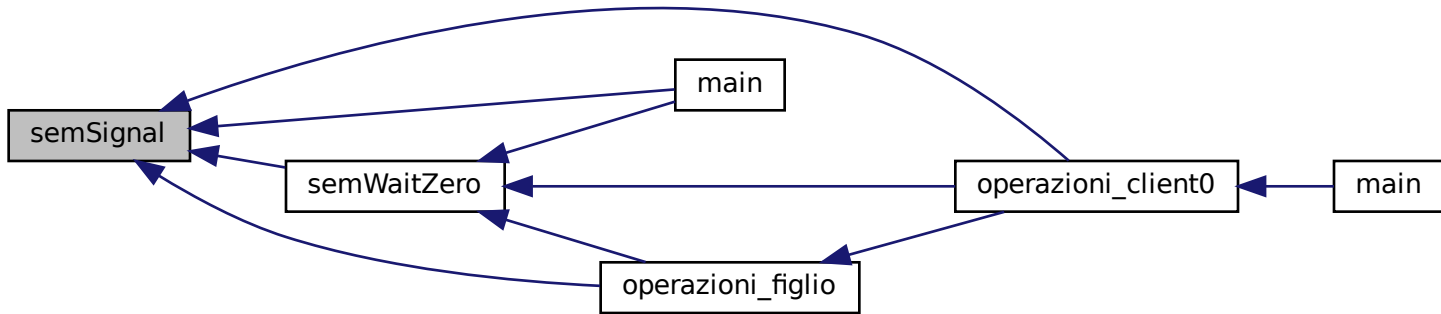 semSignal
main
semWaitZero
operazioni_figlio
operazioni_client0
main